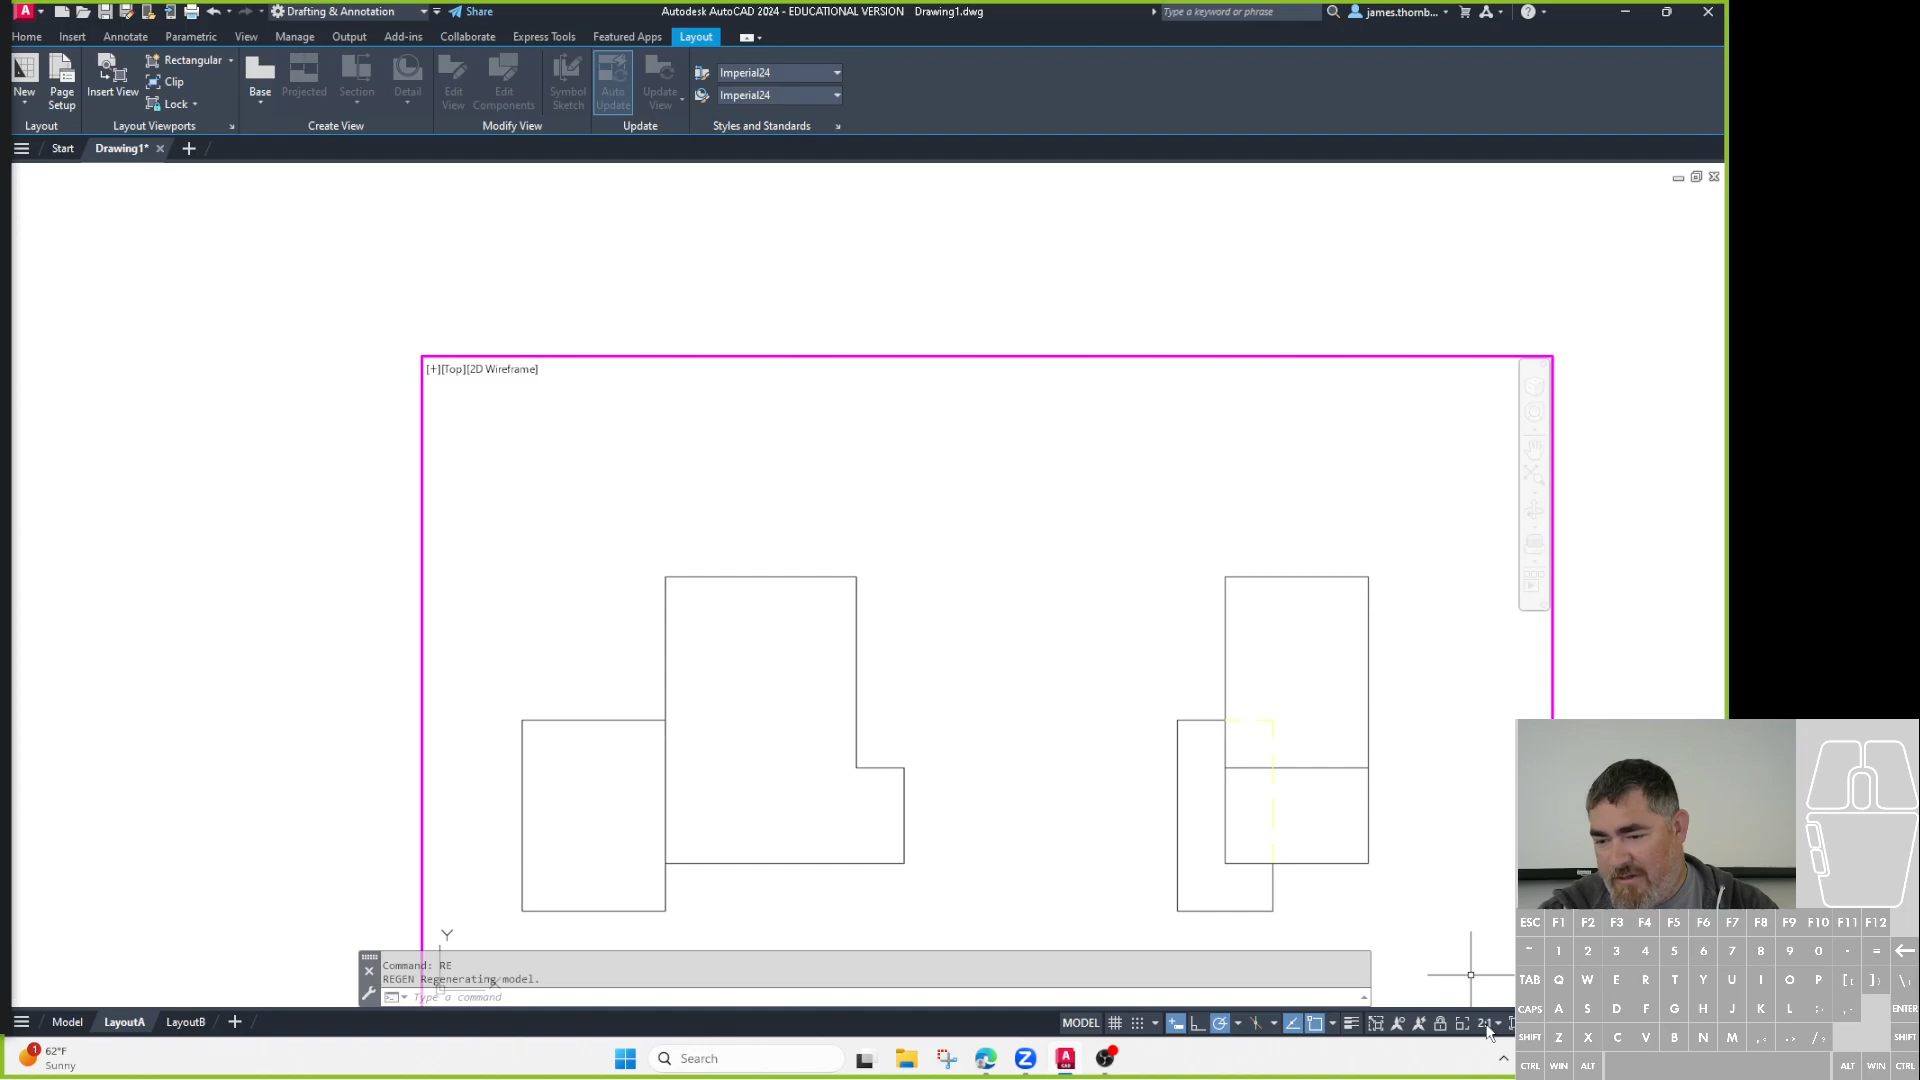 Drafting & Annotation
Share
Autodesk AutoCAD 2024 - EDUCATIONAL VERSION Drawing1.dwg
Type a keyword or phrase
james.thornb...
Home Insert Annotate Parametric View Manage Output Add-ins Collaborate Express Tools Featured Apps Layout
New
Page Setup
Insert View
Rectangular
Clip
Lock
Base
Projected
Section
Detail
Edit View
Edit Components
Symbol Sketch
Auto Update
Update View
Imperial24
Imperial24
Layout
Layout Viewports
Create View
Modify View
Update
Styles and Standards
Start
Drawing1*
[+][Top][2D Wireframe]
Y
X
Command: RE
REGEN Regenerating model.
Type a command
Model
LayoutA
LayoutB
MODEL
2:1
1
62°F
Sunny
Search
ESC F1 F2 F3 F4 F5 F6 F7 F8 F9 F10 F11 F12
1 2 3 4 5 6 7 8 9 0 - =
TAB Q W E R T Y U I O P
CAPS A S D F G H J K L ENTER
SHIFT Z X C V B N M SHIFT
CTRL WIN ALT ALT WIN CTRL